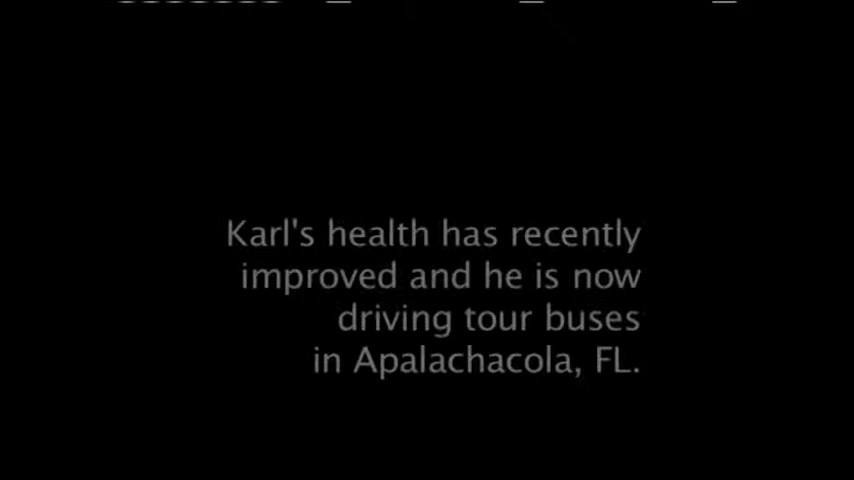 Karl's health has recently
improved and he is now
driving tour buses
in Apalachacola, FL.